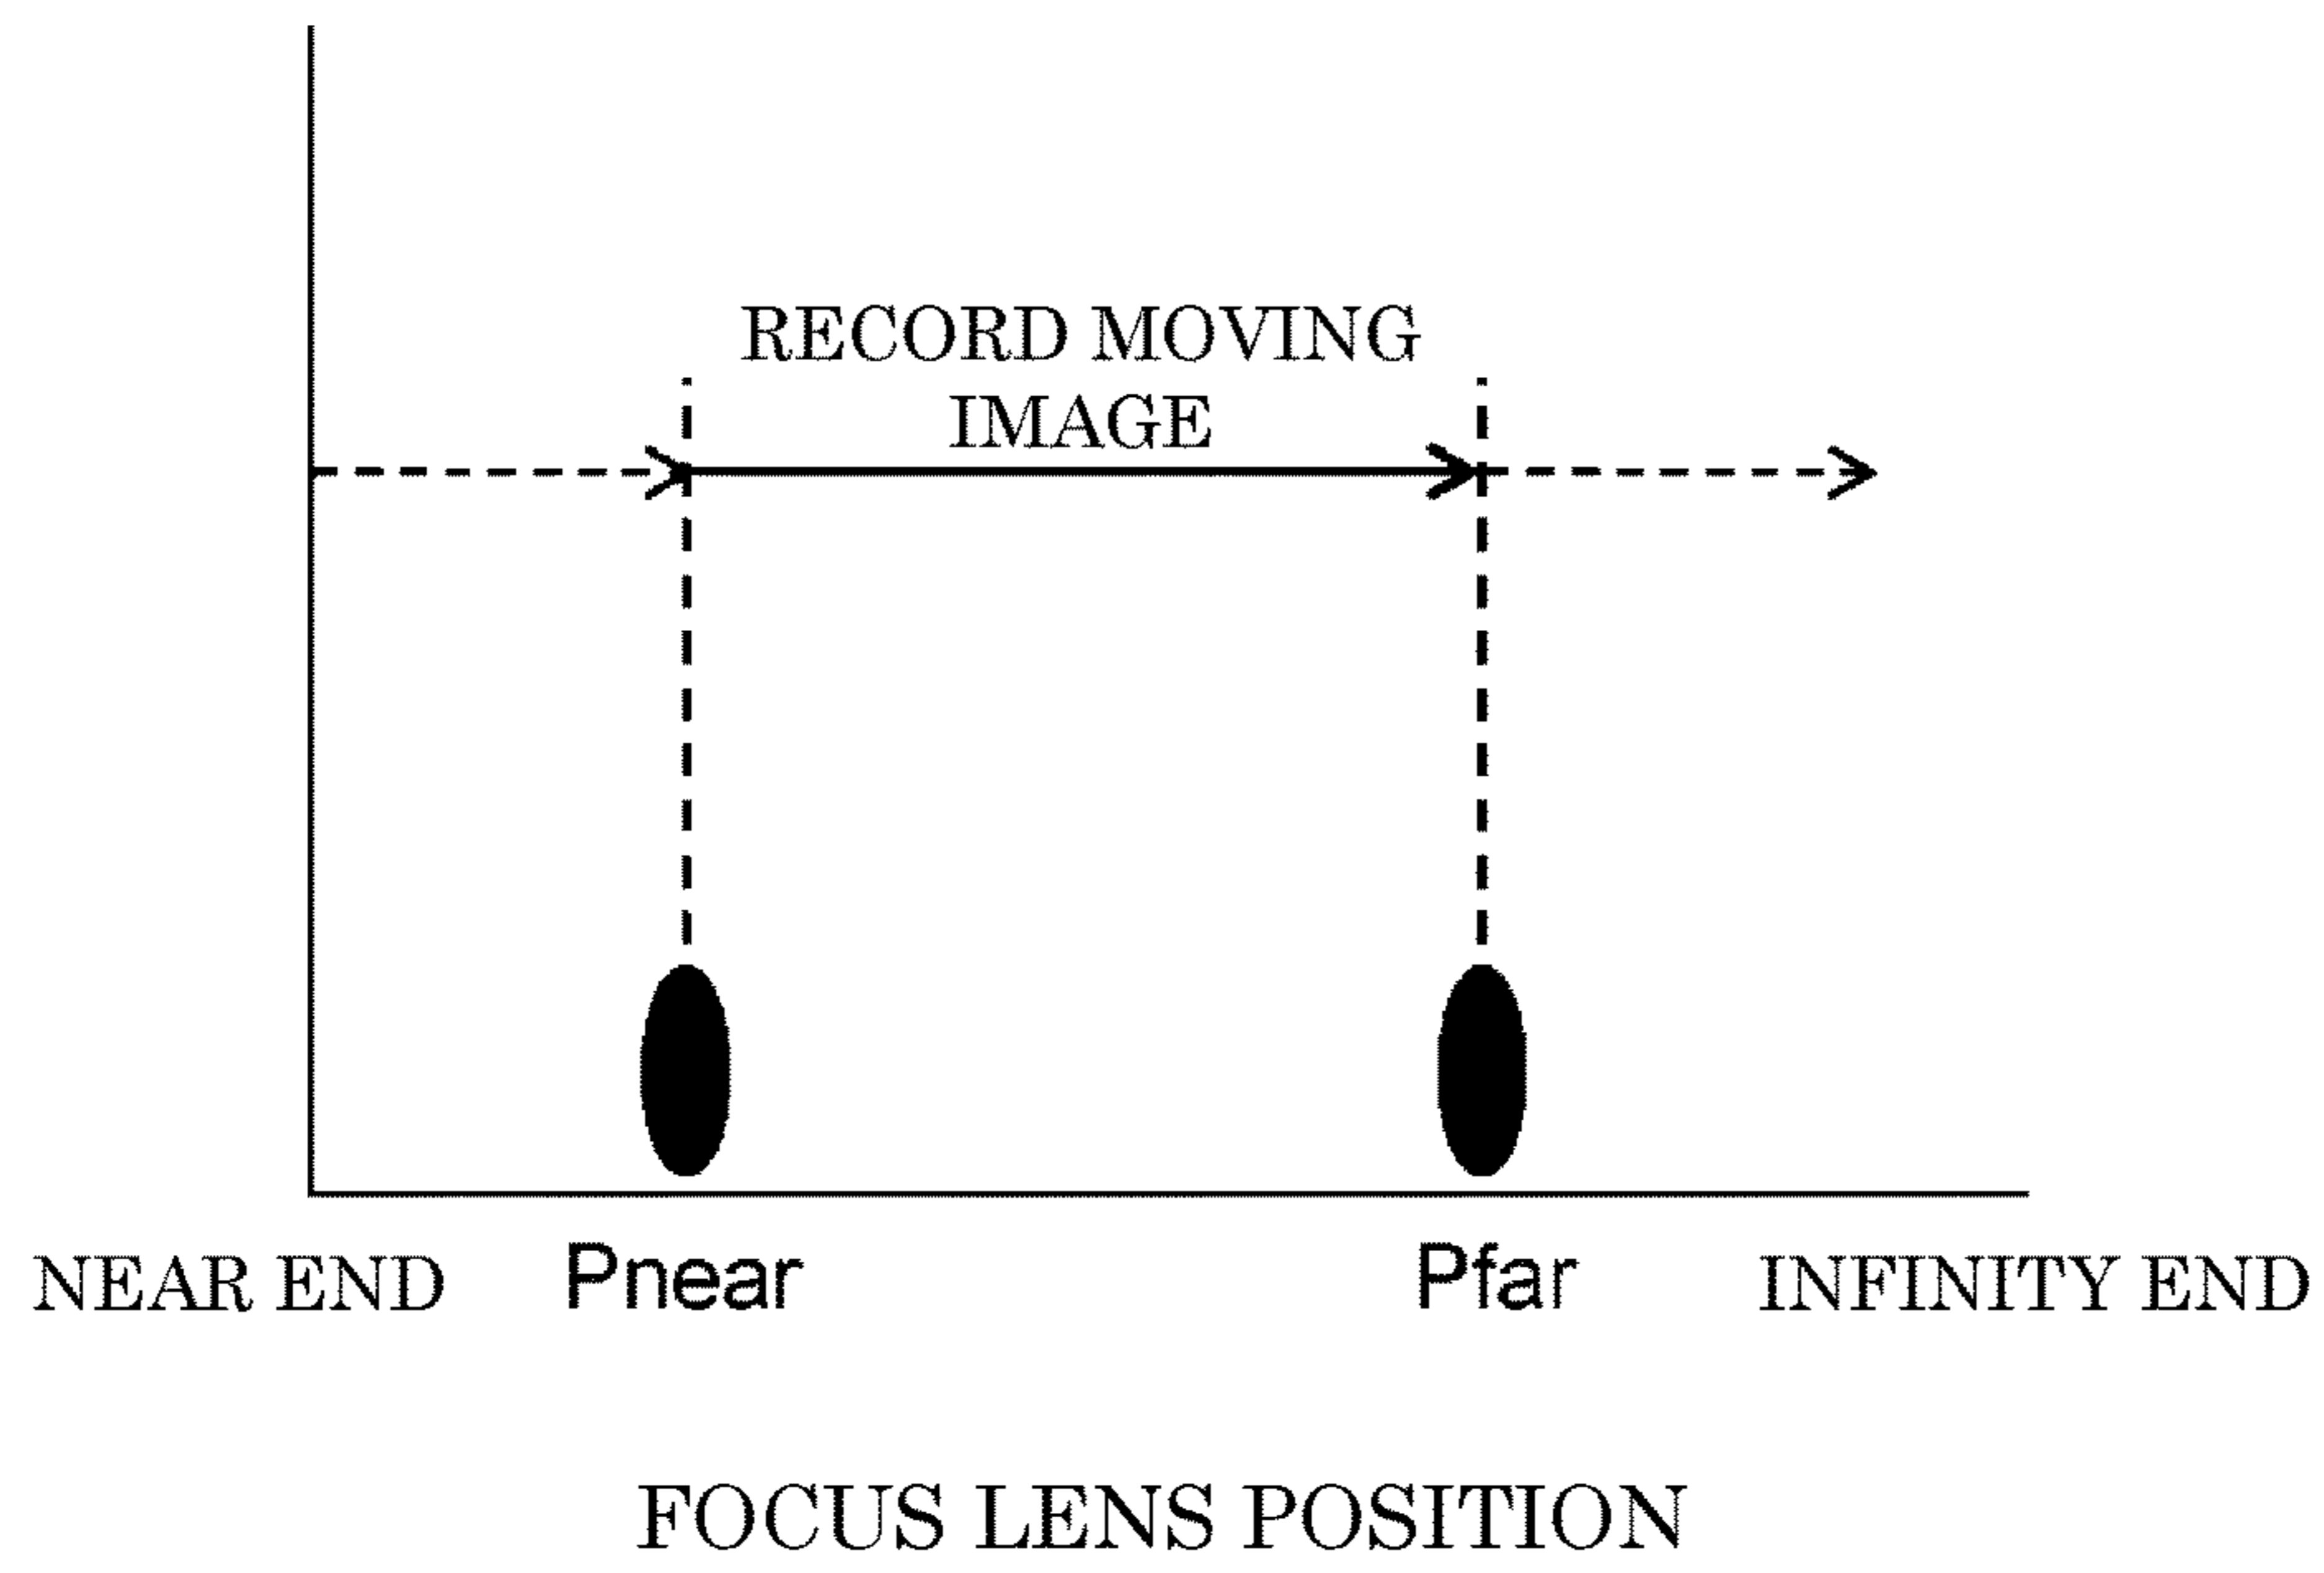 RECORD MOVING
IMAGE
NEAR END Pnear Pfar INFINITY END
FOCUS LENS POSITION